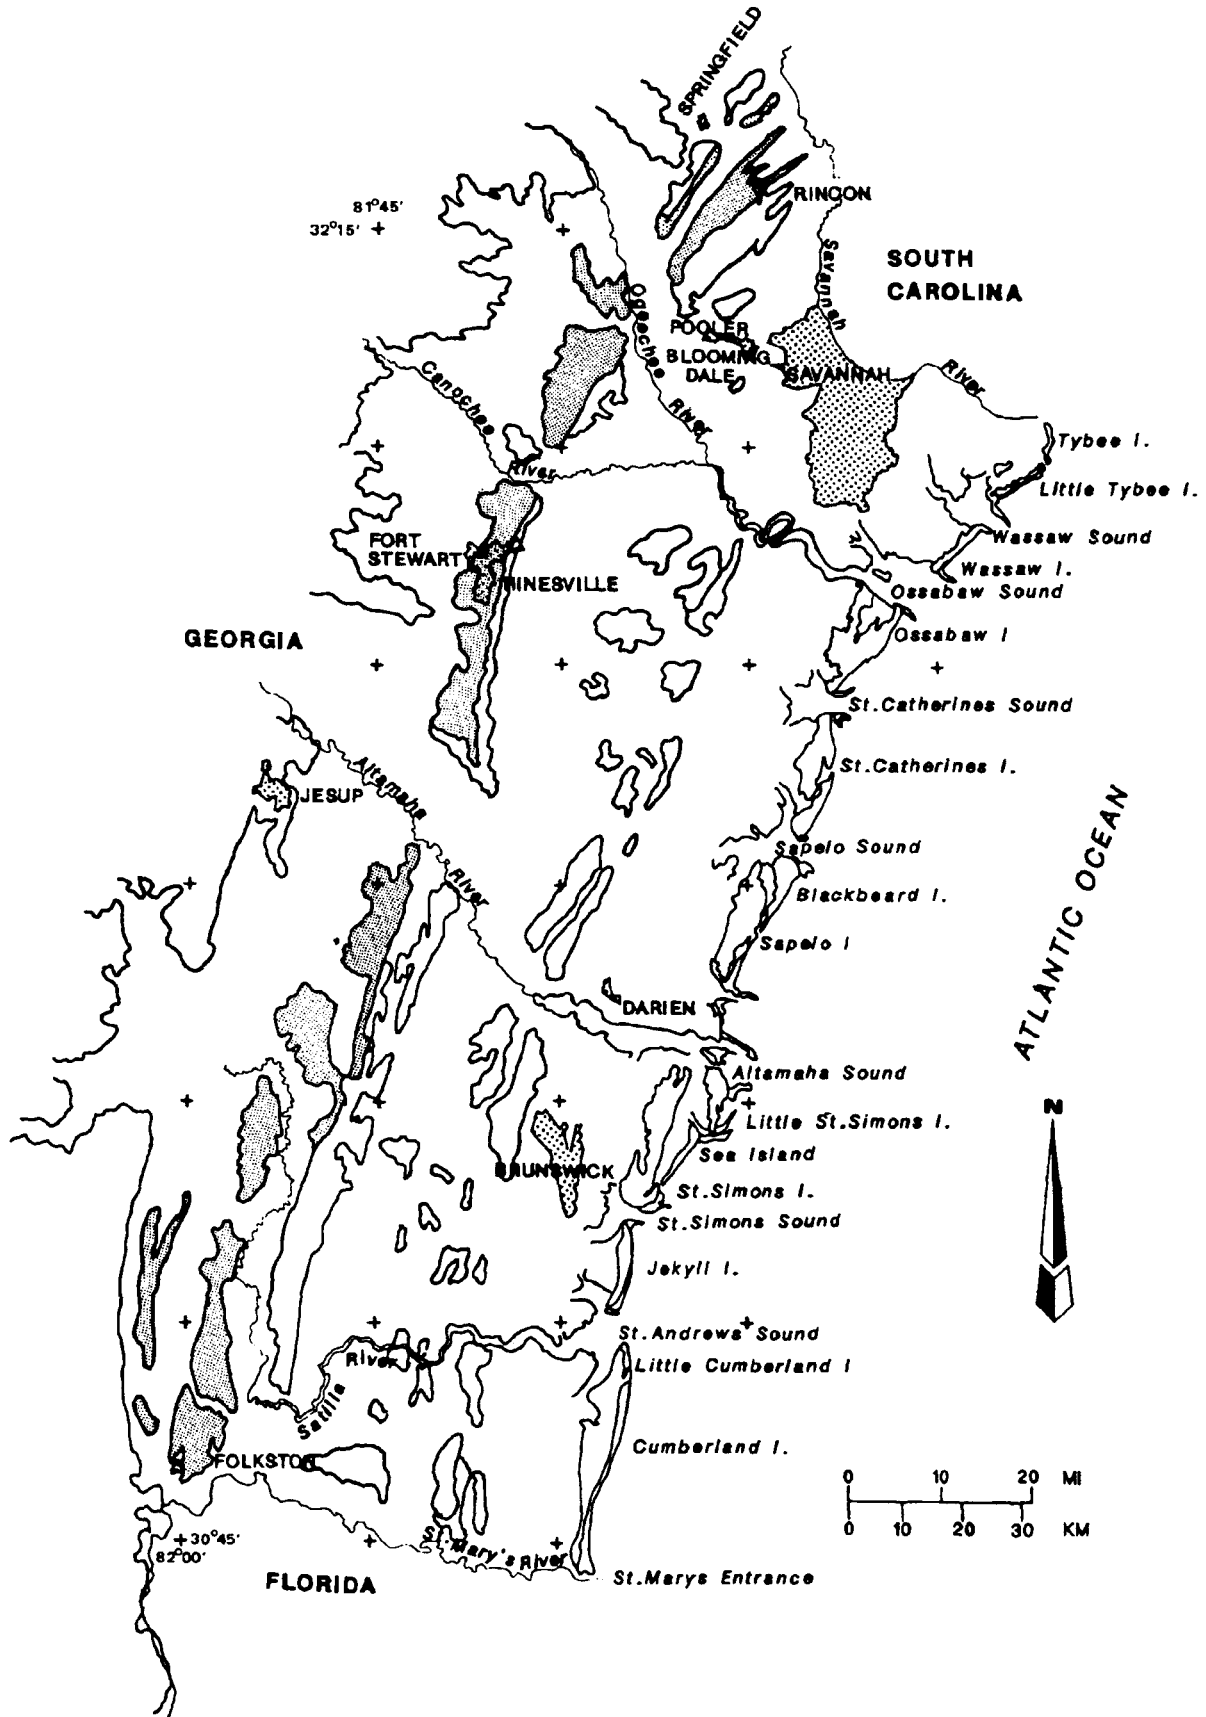 SPRINGFIELD
RINCON
81°45'
32°15'
SOUTH
CAROLINA
Savannah
River
Ogeechee
River
POOLER
BLOOMING
DALE
SAVANNAH
Canochee
River
Tybee I.
Little Tybee I.
Wassaw Sound
FORT
STEWART
HINESVILLE
Wassaw I.
Ossabaw Sound
Ossabaw I
GEORGIA
St.Catherines Sound
St.Catherines I.
Altamaha
River
JESUP
Sapelo Sound
Blackbeard I.
Sapelo I
ATLANTIC OCEAN
DARIEN
Altamaha Sound
N
Little St.Simons I.
Sea Island
BRUNSWICK
St.Simons I.
St.Simons Sound
Jekyll I.
St.Andrews Sound
River
Satilla
Little Cumberland I
Cumberland I.
FOLKSTON
0 10 20 MI
0 10 20 30 KM
30°45'
82°00'
St.Mary's River
St.Marys Entrance
FLORIDA